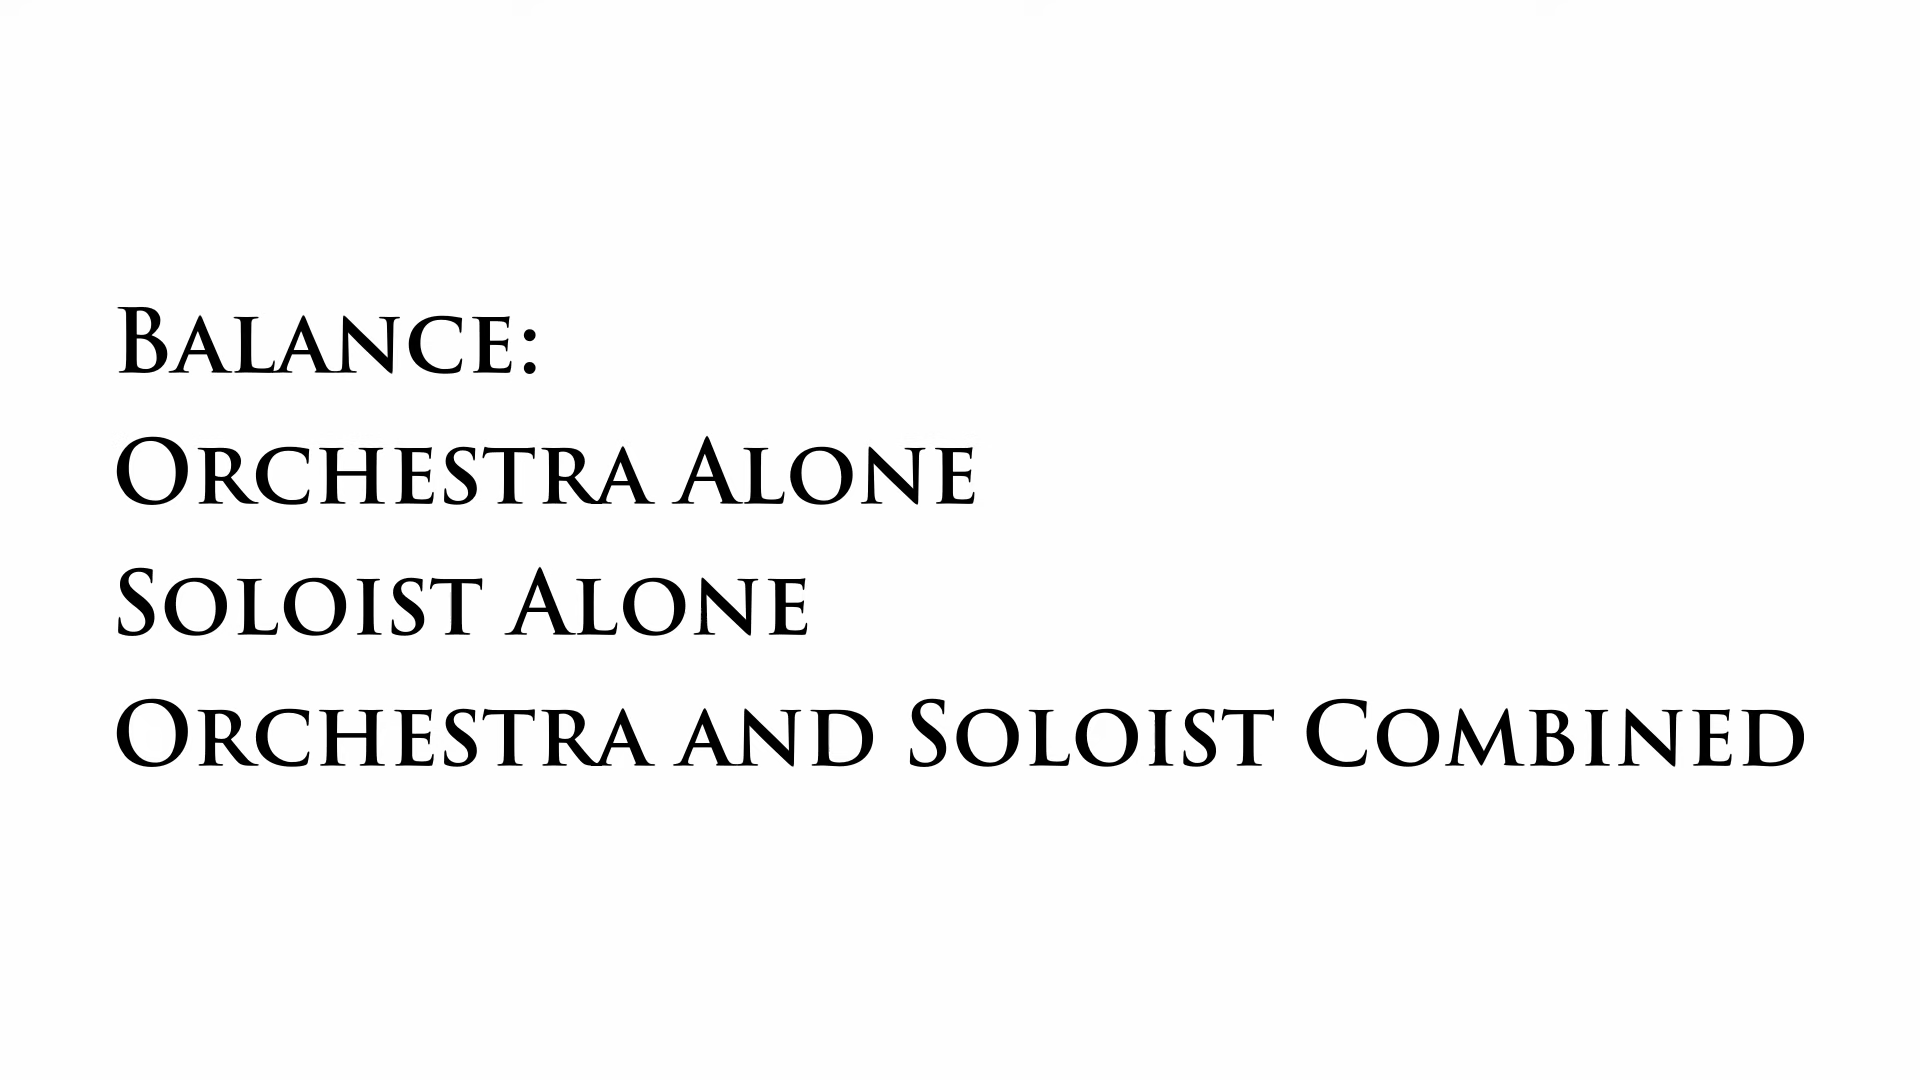 Balance:
Orchestra Alone
Soloist Alone
Orchestra and Soloist Combined